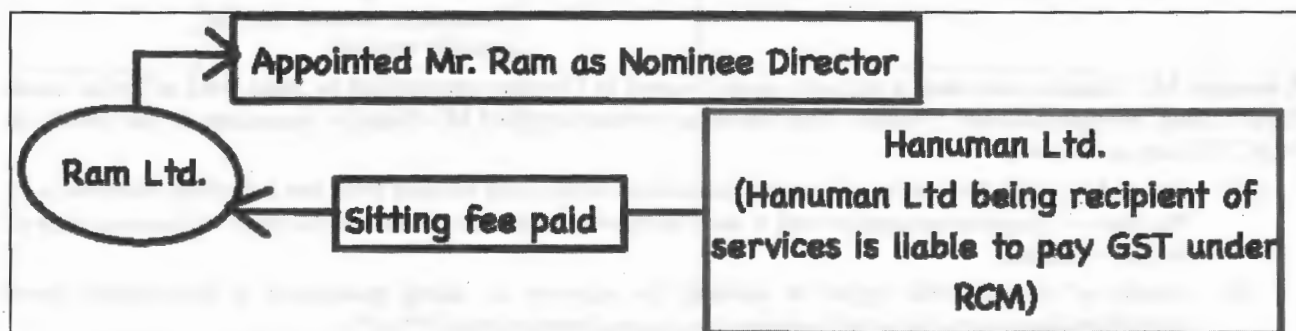 Appointed Mr. Ram as Nominee Director
Ram Ltd.
Sitting fee paid
Hanuman Ltd.
(Hanuman Ltd being recipient of
services is liable to pay GST under
RCM)